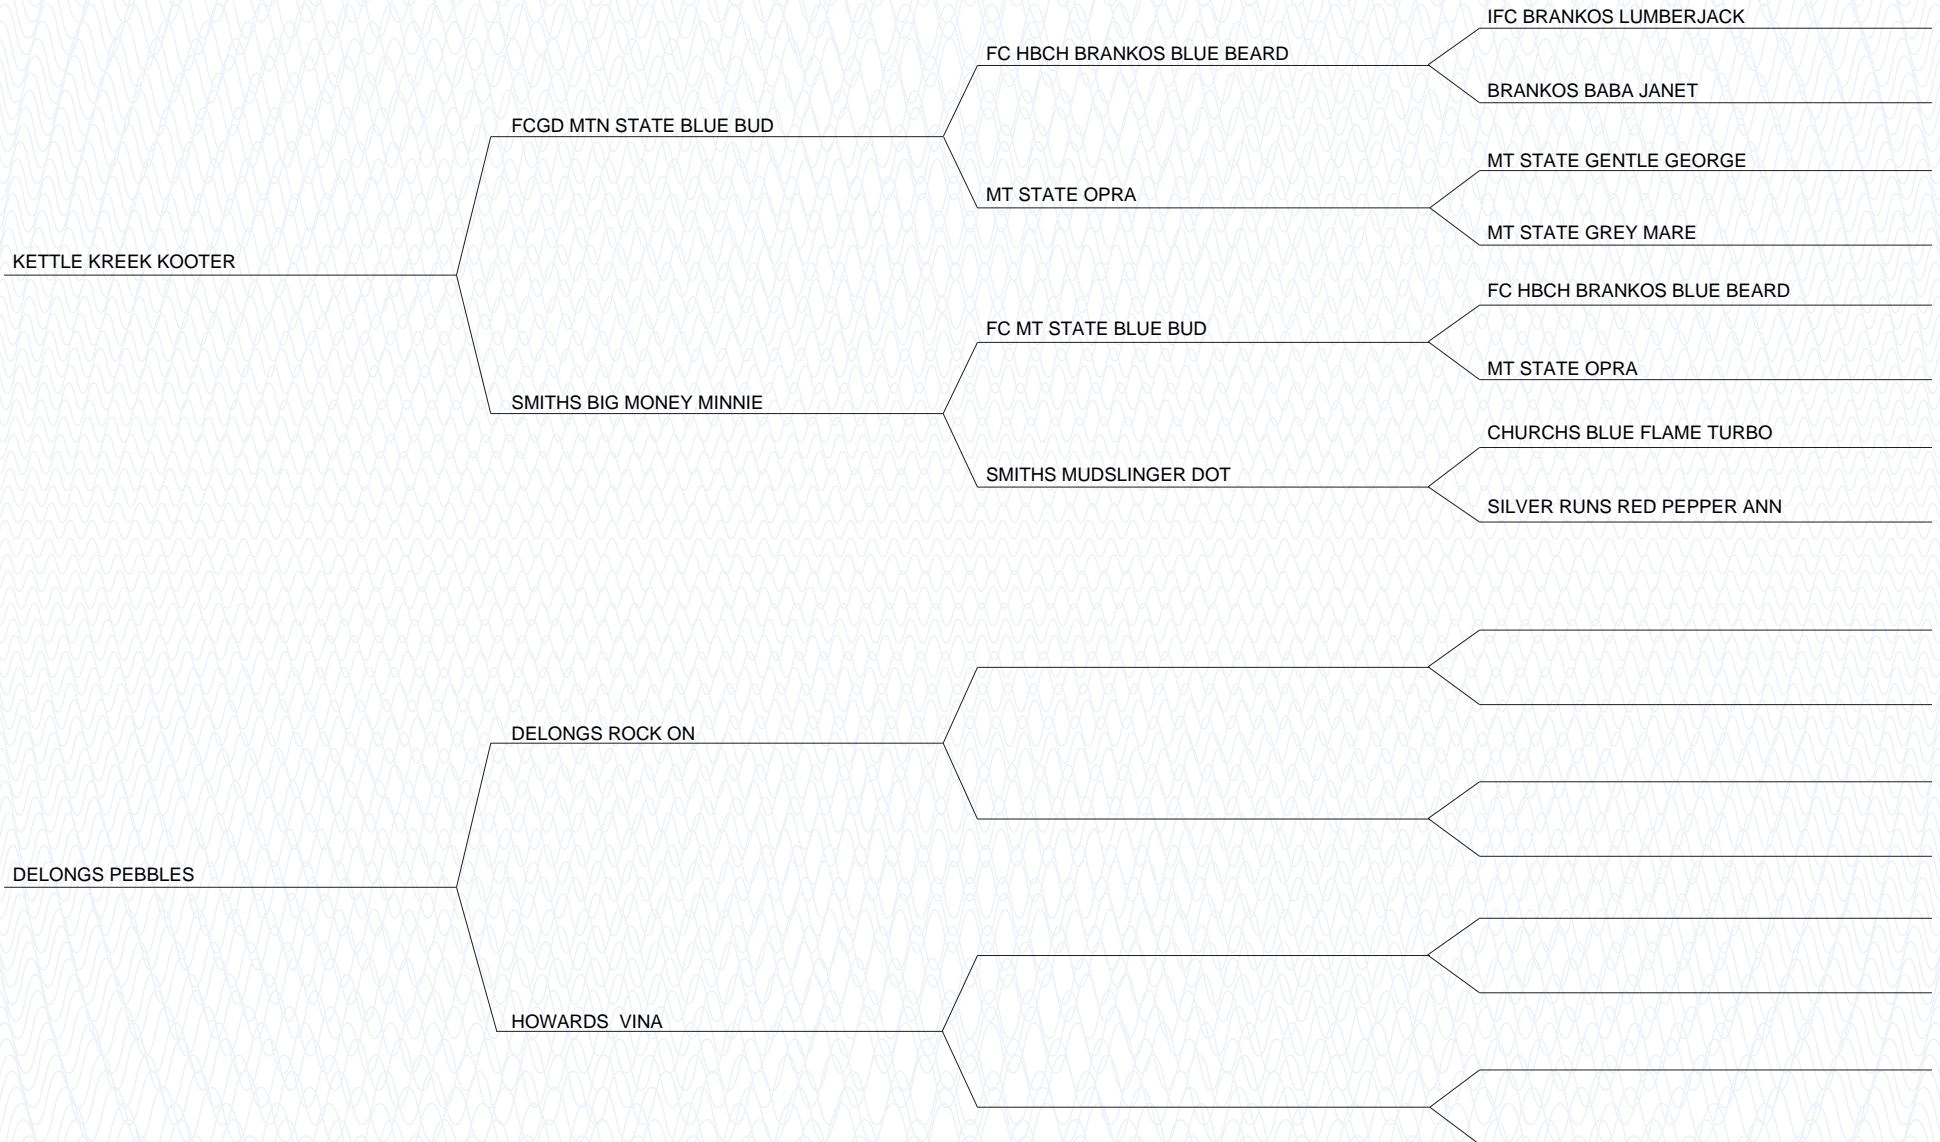 IFC BRANKOS LUMBERJACK
FC HBCH BRANKOS BLUE BEARD
BRANKOS BABA JANET
FCGD MTN STATE BLUE BUD
MT STATE GENTLE GEORGE
MT STATE OPRA
MT STATE GREY MARE
KETTLE KREEK KOOTER
FC HBCH BRANKOS BLUE BEARD
FC MT STATE BLUE BUD
MT STATE OPRA
SMITHS BIG MONEY MINNIE
CHURCHS BLUE FLAME TURBO
SMITHS MUDSLINGER DOT
SILVER RUNS RED PEPPER ANN
DELONGS ROCK ON
DELONGS PEBBLES
HOWARDS  VINA